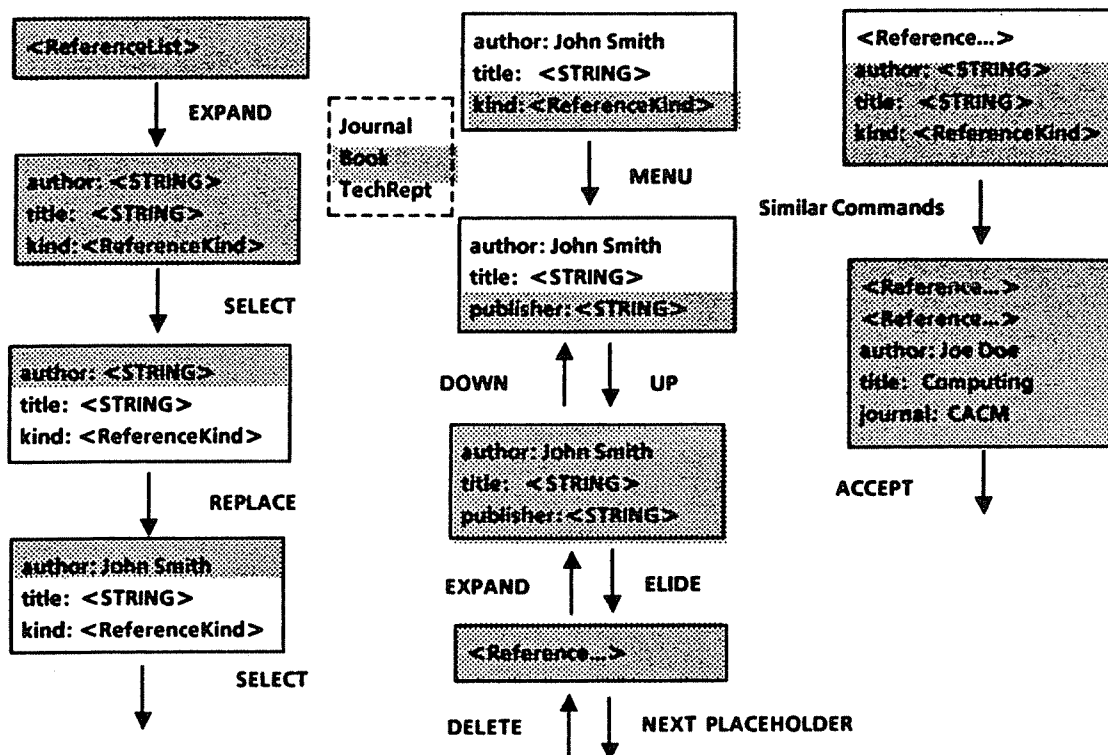 <ReferenceList>
EXPAND
author: <STRING>
title: <STRING>
kind: <ReferenceKind>
SELECT
author: <STRING>
title: <STRING>
kind: <ReferenceKind>
REPLACE
author: John Smith
title: <STRING>
kind: <ReferenceKind>
SELECT
author: John Smith
title: <STRING>
kind: <ReferenceKind>
Journal
Book
TechRept
MENU
author: John Smith
title: <STRING>
publisher: <STRING>
DOWN UP
author: John Smith
title: <STRING>
publisher: <STRING>
EXPAND ELIDE
<Reference...>
DELETE NEXT PLACEHOLDER
<Reference...>
author: <STRING>
title: <STRING>
kind: <ReferenceKind>
Similar Commands
<Reference...>
<Reference...>
author: Joe Doe
title: Computing
journal: CACM
ACCEPT